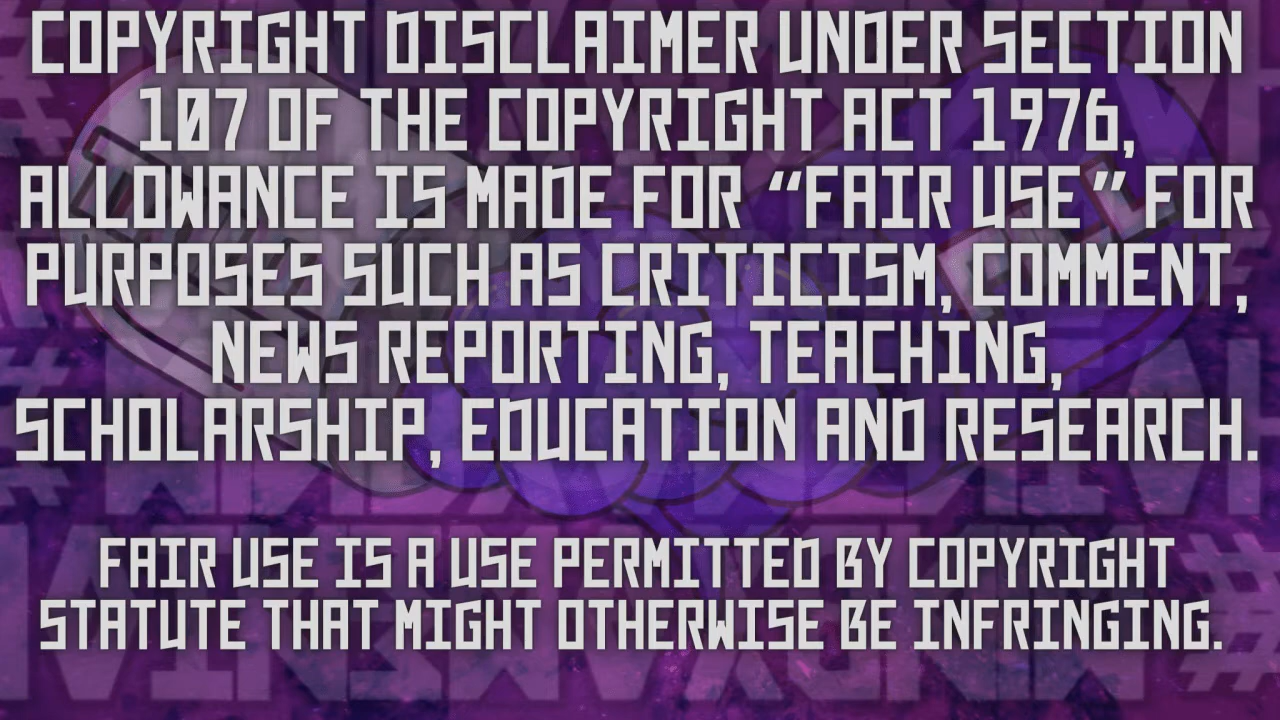 COPYRIGHT DISCLAIMER UNDER SECTION
107 OF THE COPYRIGHT ACT 1976,
ALLOWANCE IS MADE FOR “FAIR USE” FOR
PURPOSES SUCH AS CRITICISM, COMMENT,
NEWS REPORTING, TEACHING,
SCHOLARSHIP, EDUCATION AND RESEARCH.
FAIR USE IS A USE PERMITTED BY COPYRIGHT
STATUTE THAT MIGHT OTHERWISE BE INFRINGING.